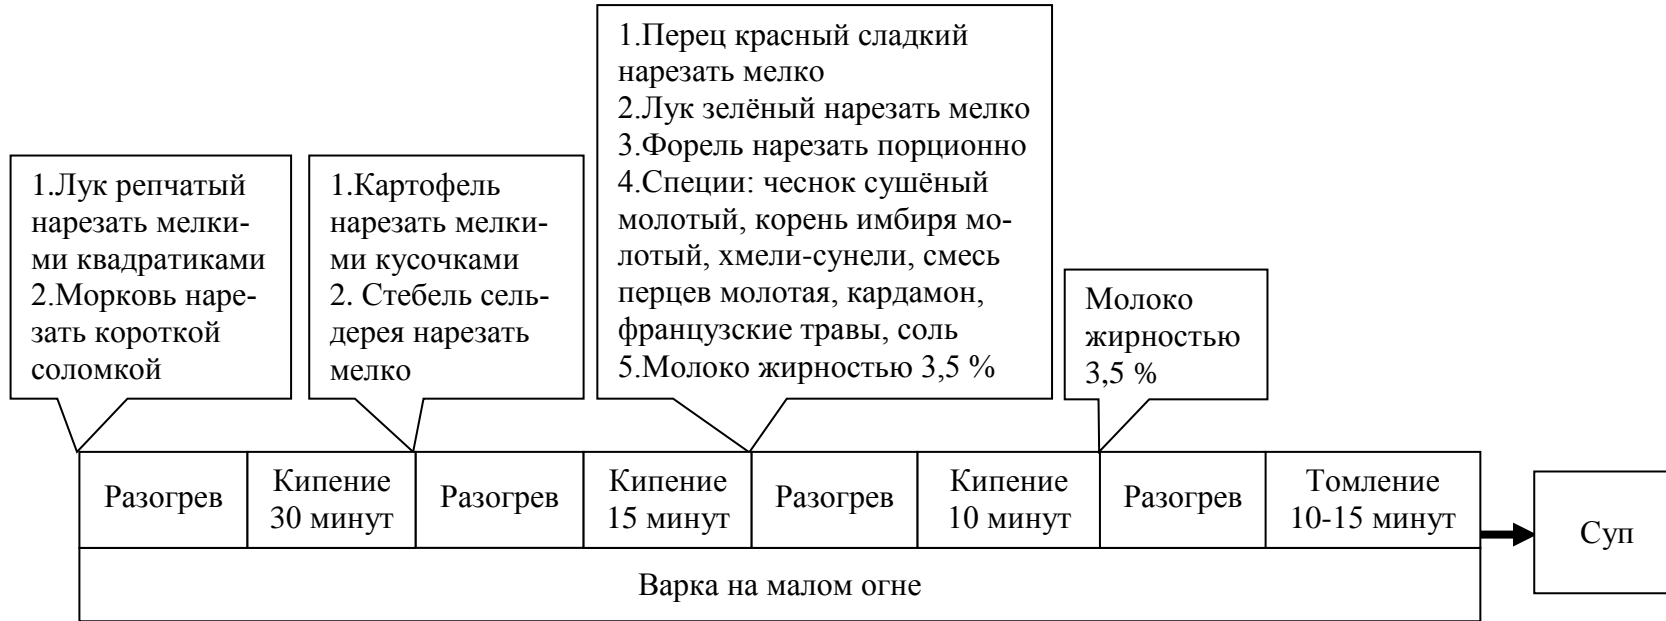 1.Лук репчатый
нарезать мелки-
ми квадратиками
2.Морковь наре-
зать короткой
соломкой
1.Картофель
нарезать мелки-
ми кусочками
2. Стебель сель-
дерея нарезать
мелко
1.Перец красный сладкий
нарезать мелко
2.Лук зелёный нарезать мелко
3.Форель нарезать порционно
4.Специи: чеснок сушёный
молотый, корень имбиря мо-
лотый, хмели-сунели, смесь
перцев молотая, кардамон,
французские травы, соль
5.Молоко жирностью 3,5 %
Молоко
жирностью
3,5 %
Разогрев
Кипение
30 минут
Разогрев
Кипение
15 минут
Разогрев
Кипение
10 минут
Разогрев
Томление
10-15 минут
Суп
Варка на малом огне